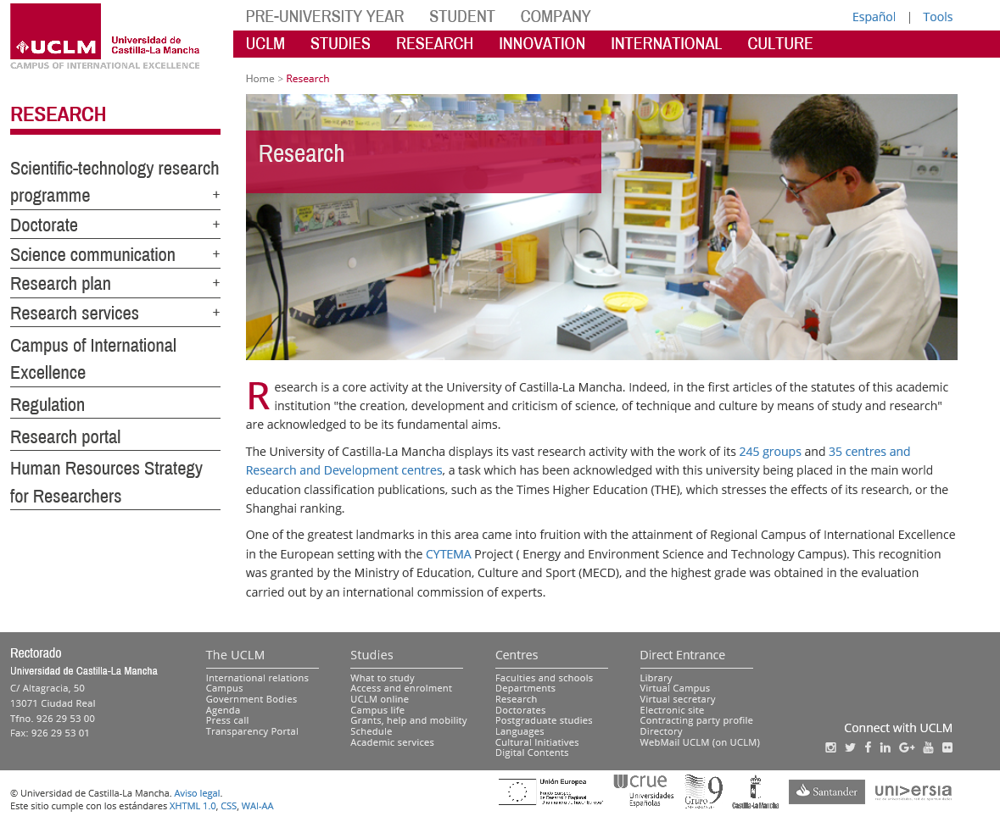 PRE-UNIVERSITY YEAR STUDENT COMPANY
Español | Tools
UCLM
Universidad de
Castilla-La Mancha
CAMPUS OF INTERNATIONAL EXCELLENCE
UCLM STUDIES RESEARCH INNOVATION INTERNATIONAL CULTURE
Home > Research
RESEARCH
Scientific-technology research
programme +
Doctorate +
Science communication +
Research plan +
Research services +
Campus of International
Excellence
Regulation
Research portal
Human Resources Strategy
for Researchers
Research
Research is a core activity at the University of Castilla-La Mancha. Indeed, in the first articles of the statutes of this academic
institution "the creation, development and criticism of science, of technique and culture by means of study and research"
are acknowledged to be its fundamental aims.
The University of Castilla-La Mancha displays its vast research activity with the work of its 245 groups and 35 centres and
Research and Development centres, a task which has been acknowledged with this university being placed in the main world
education classification publications, such as the Times Higher Education (THE), which stresses the effects of its research, or the
Shanghai ranking.
One of the greatest landmarks in this area came into fruition with the attainment of Regional Campus of International Excellence
in the European setting with the CYTEMA Project ( Energy and Environment Science and Technology Campus). This recognition
was granted by the Ministry of Education, Culture and Sport (MECD), and the highest grade was obtained in the evaluation
carried out by an international commission of experts.
Rectorado
Universidad de Castilla-La Mancha
C/ Altagracia, 50
13071 Ciudad Real
Tfno. 926 29 53 00
Fax: 926 29 53 01
The UCLM
International relations
Campus
Government Bodies
Agenda
Press call
Transparency Portal
Studies
What to study
Access and enrolment
UCLM online
Campus life
Grants, help and mobility
Schedule
Academic services
Centres
Faculties and schools
Departments
Research
Doctorates
Postgraduate studies
Languages
Cultural Initiatives
Digital Contents
Direct Entrance
Library
Virtual Campus
Virtual secretary
Electronic site
Contracting party profile
Directory
WebMail UCLM (on UCLM)
Connect with UCLM
© Universidad de Castilla-La Mancha. Aviso legal.
Este sitio cumple con los estándares XHTML 1.0, CSS, WAI-AA
Unión Europea
Fondo Europeo
de Desarrollo Regional
"Una manera de hacer Europa"
crue
Universidades
Españolas
Grupo 9
Castilla-La Mancha
Santander
universia